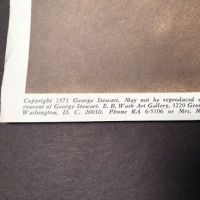 Copyright 1971 George Stewart. May not be reproduced
consent of George Stewart. E. B. Wash Art Gallery, 5220
Washington, D. C. 20010. Phone RA 6-5106 or Mrs.